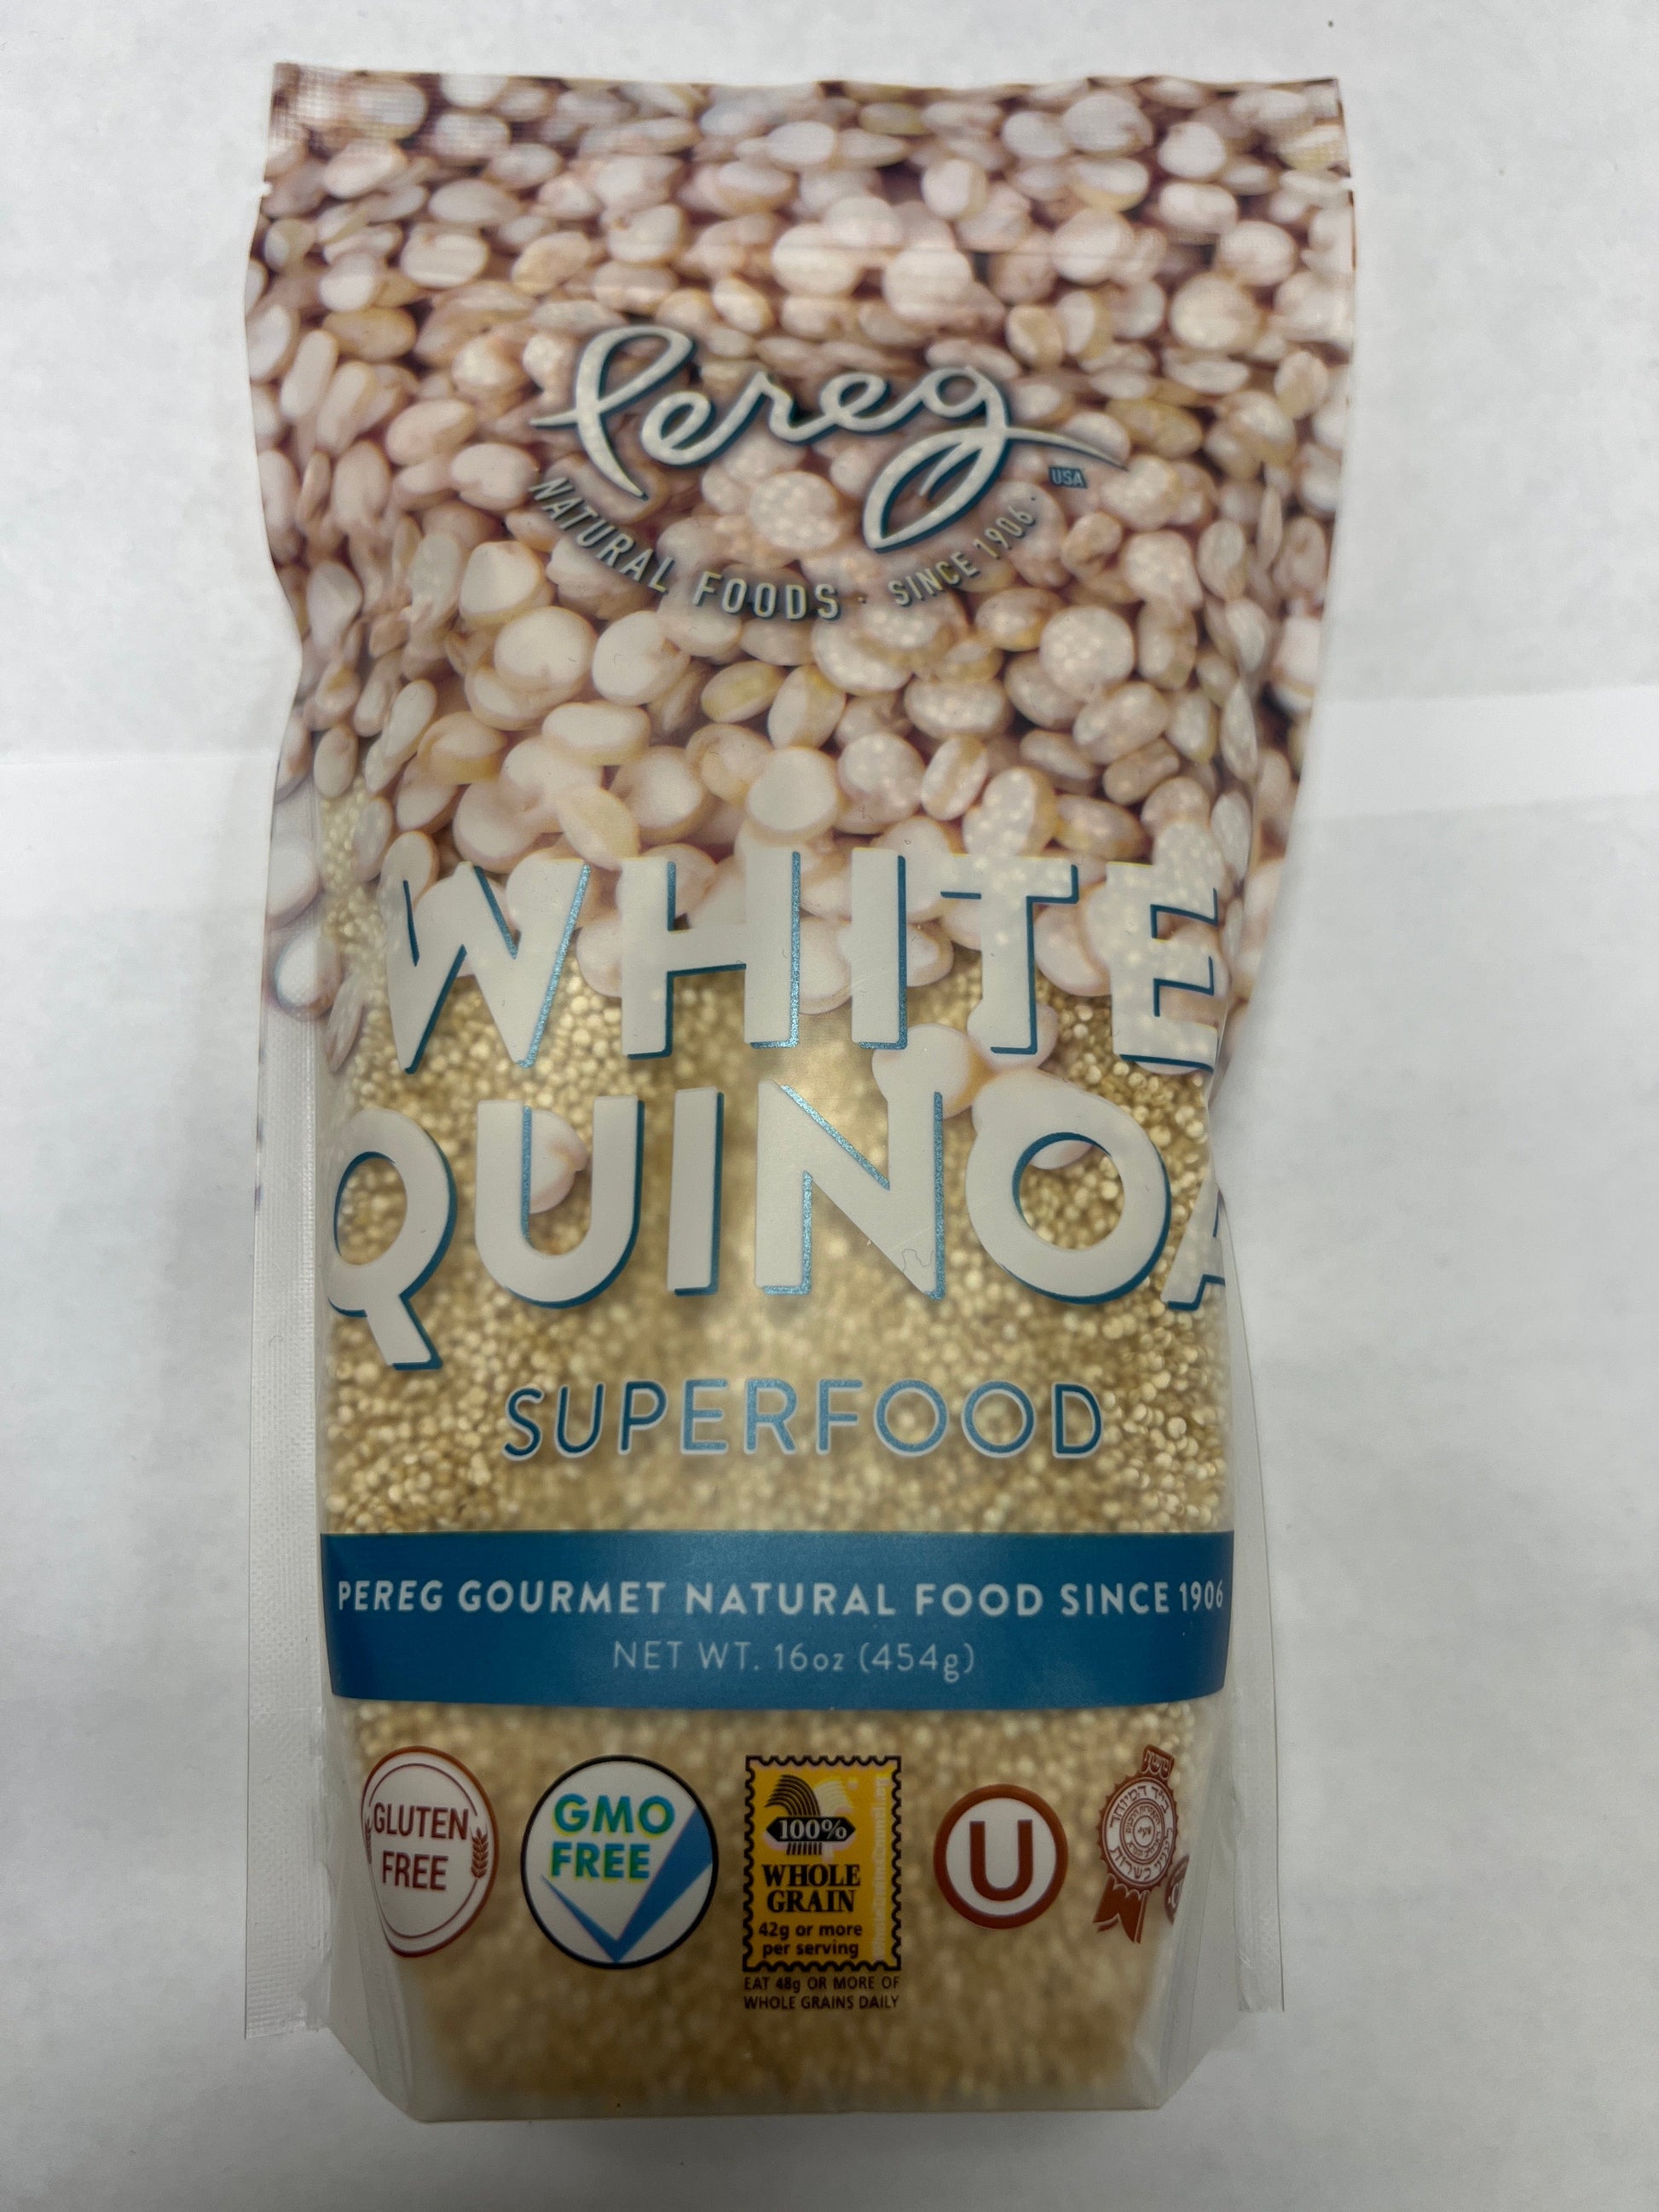 Pereg
USA
NATURAL FOODS · SINCE 1906
WHITE
QUINOA
SUPERFOOD
PEREG GOURMET NATURAL FOOD SINCE 1906
NET WT. 16oz (454g)
GLUTEN
FREE
GMO
FREE
100%
WHOLE
GRAIN
42g or more
per serving
EAT 48g OR MORE OF
WHOLE GRAINS DAILY
U